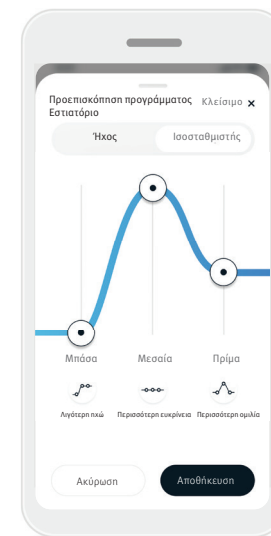 Προεπισκόπηση προγράμματος Κλείσιμο ×
Εστιατόριο
Ήχος Ισοσταθμιστής
Μπάσα Μεσαία Πρίμα
Λιγότερη ηχώ Περισσότερη ευκρίνεια Περισσότερη ομιλία
Ακύρωση Αποθήκευση